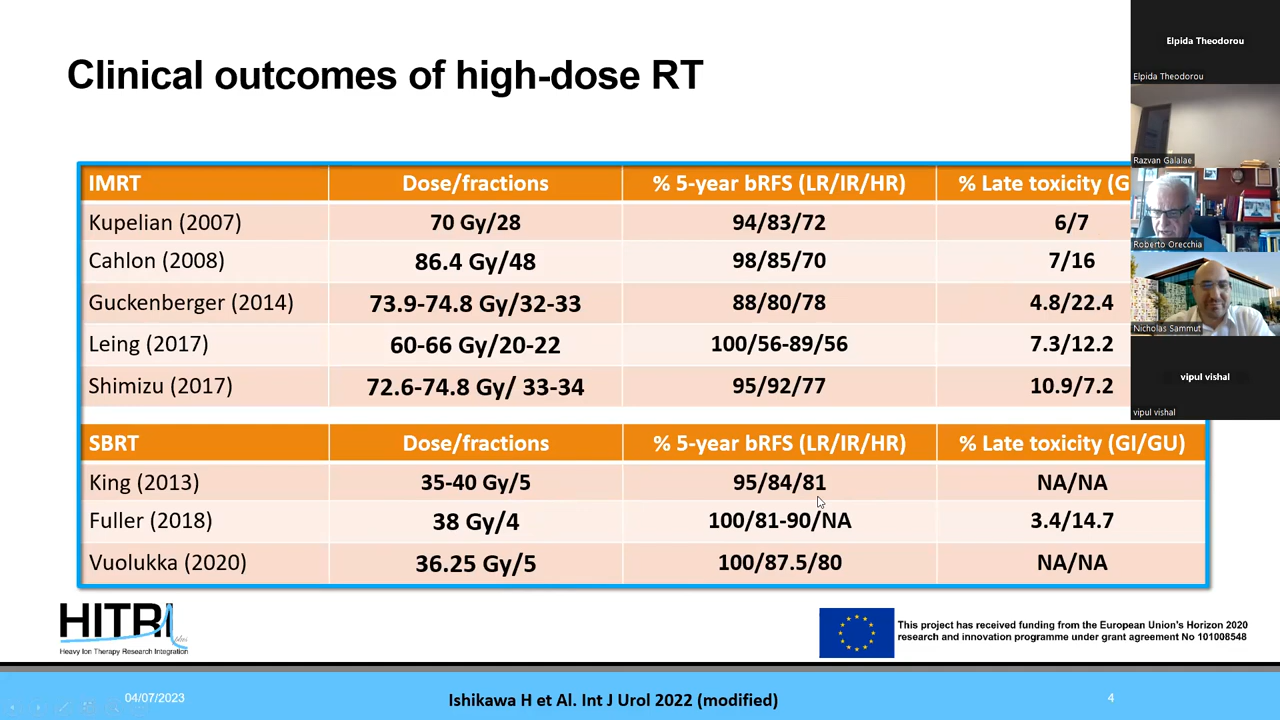 Clinical outcomes of high-dose RT
IMRT Dose/fractions % 5-year bRFS (LR/IR/HR) % Late toxicity (G
Kupelian (2007) 70 Gy/28 94/83/72 6/7
Cahlon (2008) 86.4 Gy/48 98/85/70 7/16
Guckenberger (2014) 73.9-74.8 Gy/32-33 88/80/78 4.8/22.4
Leing (2017) 60-66 Gy/20-22 100/56-89/56 7.3/12.2
Shimizu (2017) 72.6-74.8 Gy/ 33-34 95/92/77 10.9/7.2
SBRT Dose/fractions % 5-year bRFS (LR/IR/HR) % Late toxicity (GI/GU)
King (2013) 35-40 Gy/5 95/84/81 NA/NA
Fuller (2018) 38 Gy/4 100/81-90/NA 3.4/14.7
Vuolukka (2020) 36.25 Gy/5 100/87.5/80 NA/NA
HITRI plus
Heavy Ion Therapy Research Integration
This project has received funding from the European Union's Horizon 2020
research and innovation programme under grant agreement No 101008548
04/07/2023
Ishikawa H et Al. Int J Urol 2022 (modified)
4
Elpida Theodorou
Elpida Theodorou
Razvan Galalae
Roberto Orecchia
Nicholas Sammut
vipul vishal
vipul vishal